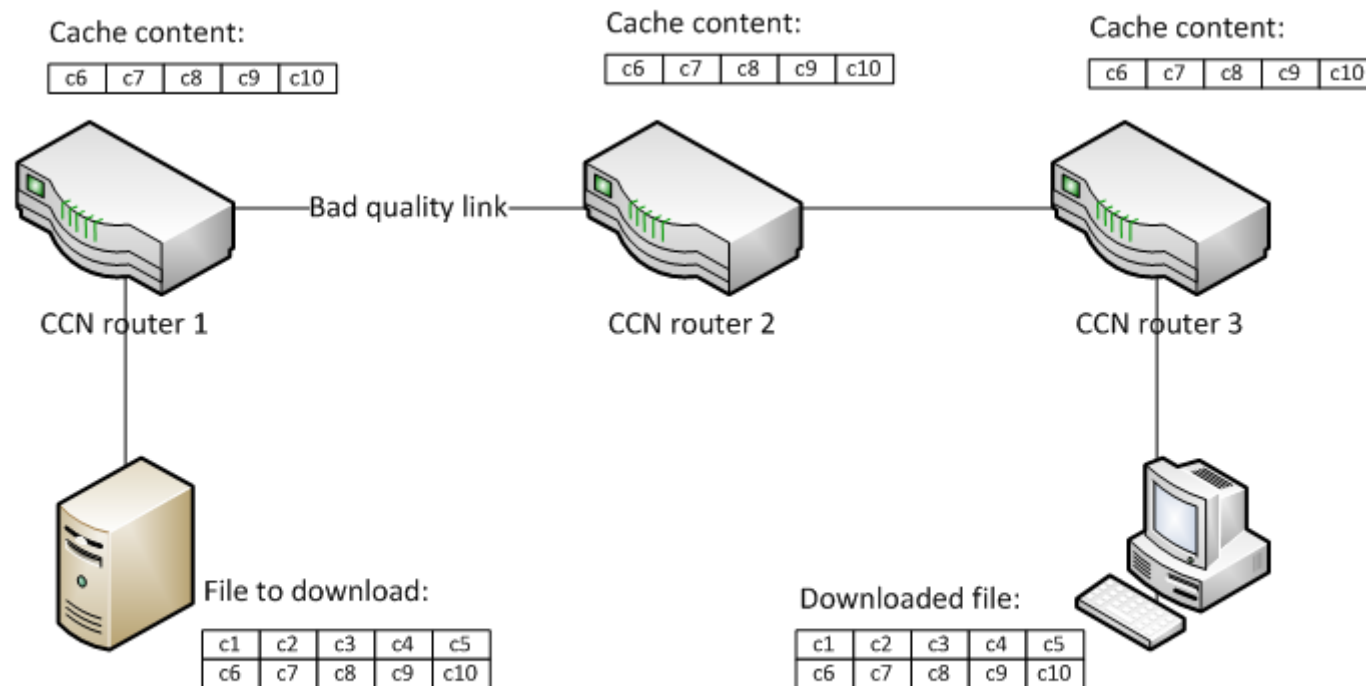 Cache content:
c6 c7 c8 c9 c10
Cache content:
c6 c7 c8 c9 c10
Cache content:
c6 c7 c8 c9 c10
Bad quality link
CCN router 1
CCN router 2
CCN router 3
File to download:
c1 c2 c3 c4 c5
c6 c7 c8 c9 c10
Downloaded file:
c1 c2 c3 c4 c5
c6 c7 c8 c9 c10